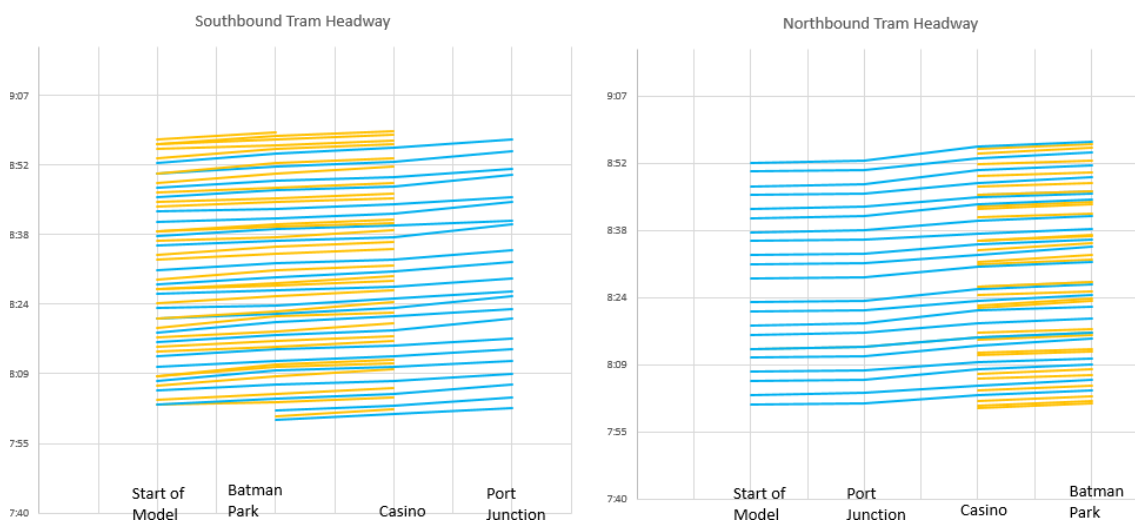 Southbound Tram Headway
9:07
8:52
8:38
8:24
8:09
7:55
7:40
Start of
Model
Batman
Park
Casino
Port
Junction
Northbound Tram Headway
9:07
8:52
8:38
8:24
8:09
7:55
7:40
Start of
Model
Port
Junction
Casino
Batman
Park